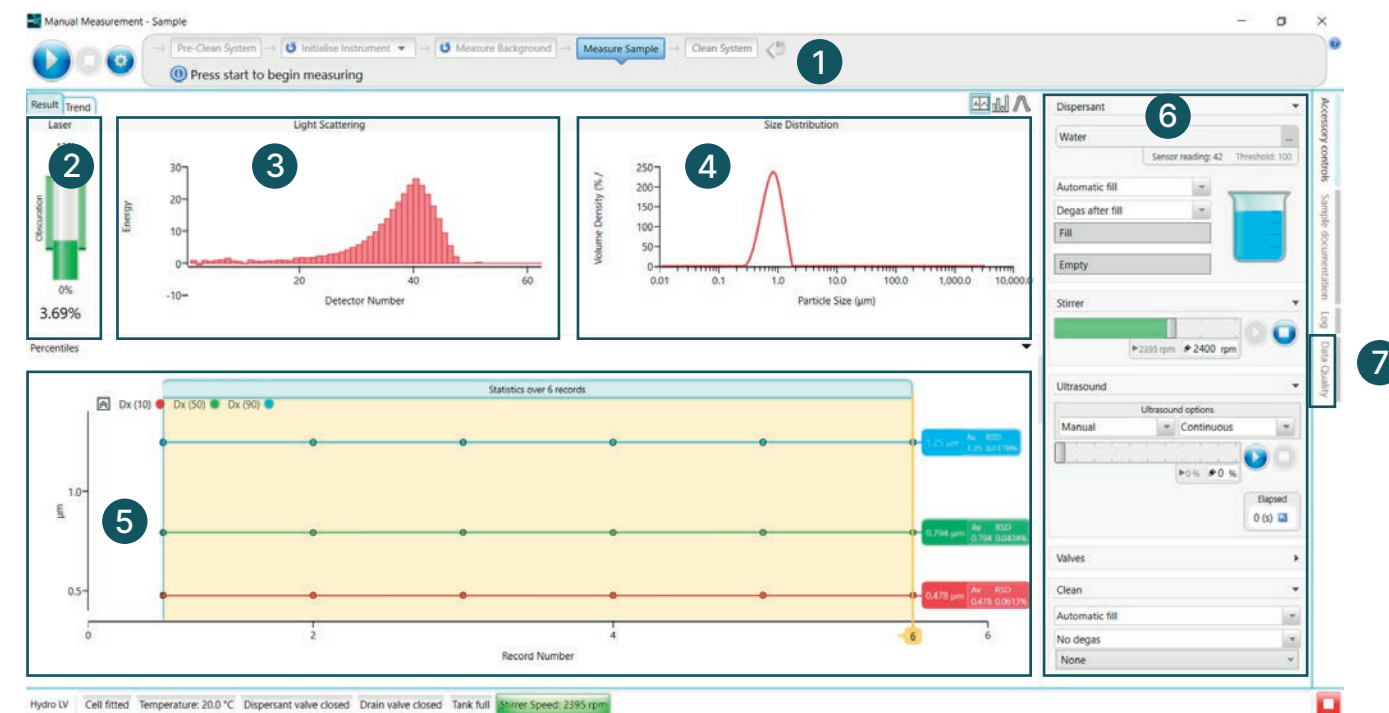 Manual Measurement - Sample
Pre-Clean System
Initialise Instrument
Measure Background
Measure Sample
Clean System
Press start to begin measuring
1
Result
Trend
Laser
2
Obscuration
0%
3.69%
Light Scattering
3
Energy
30
20
10
0
-10
20
40
60
Detector Number
Size Distribution
4
Volume Density (% /
250
200
150
100
50
0
0.01
0.1
1.0
10.0
100.0
1,000.0
10,000.0
Particle Size (µm)
Percentiles
Statistics over 6 records
Dx (10)
Dx (50)
Dx (90)
5
µm
1.0
0.5
0
2
4
6
6
Record Number
1.25 µm
Av RSD
1.25 0.0178%
0.794 µm
Av RSD
0.794 0.0434%
0.478 µm
Av RSD
0.478 0.0613%
Dispersant
6
Water
...
Sensor reading: 42 Threshold: 100
Automatic fill
Degas after fill
Fill
Empty
Stirrer
2395 rpm
2400 rpm
Ultrasound
Ultrasound options
Manual
Continuous
0 %
0 %
Elapsed
0 (s)
Valves
Clean
Automatic fill
No degas
None
Accessory controls
Sample documentation
Log
Data Quality
7
Hydro LV
Cell fitted
Temperature: 20.0 °C
Dispersant valve closed
Drain valve closed
Tank full
Stirrer Speed: 2395 rpm